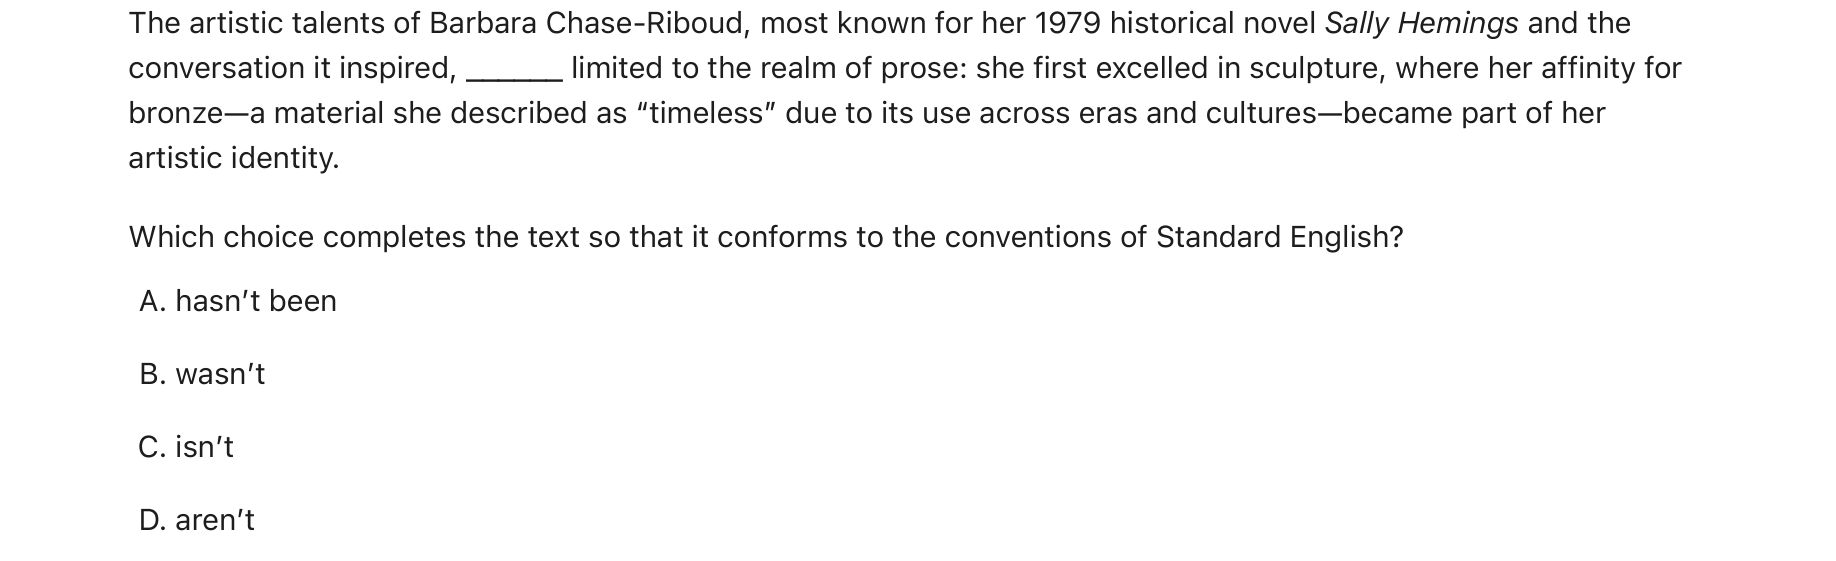 The artistic talents of Barbara Chase-Riboud, most known for her 1979 historical novel Sally Hemings and the
conversation it inspired, ______ limited to the realm of prose: she first excelled in sculpture, where her affinity for
bronze—a material she described as “timeless” due to its use across eras and cultures—became part of her
artistic identity.
Which choice completes the text so that it conforms to the conventions of Standard English?
A. hasn’t been
B. wasn’t
C. isn’t
D. aren’t